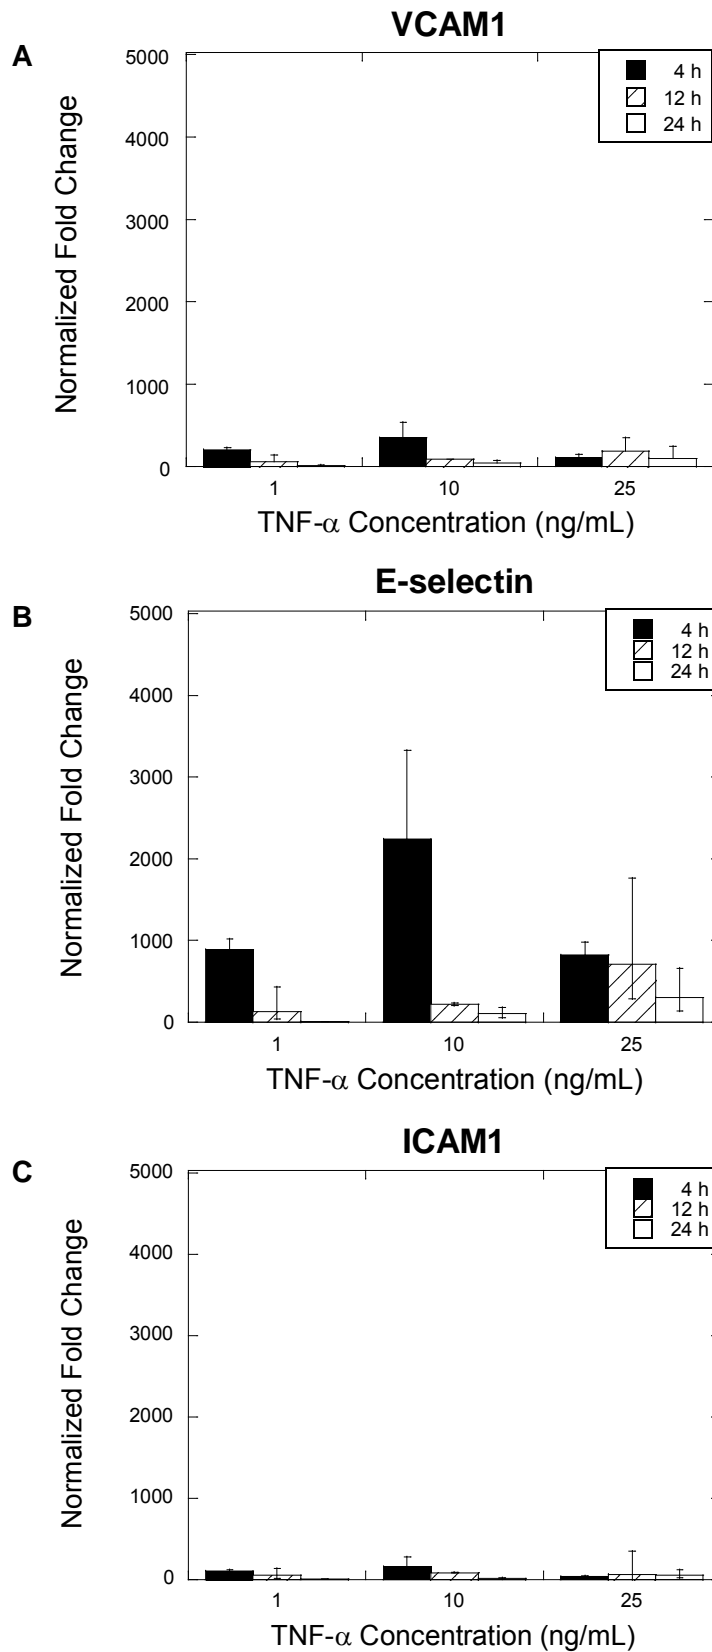 VCAM1
A
5000
4000
3000
2000
1000
0
Normalized Fold Change
4 h
12 h
24 h
1 10 25
TNF-α Concentration (ng/mL)
E-selectin
B
5000
4000
3000
2000
1000
0
Normalized Fold Change
4 h
12 h
24 h
1 10 25
TNF-α Concentration (ng/mL)
ICAM1
C
5000
4000
3000
2000
1000
0
Normalized Fold Change
4 h
12 h
24 h
1 10 25
TNF-α Concentration (ng/mL)